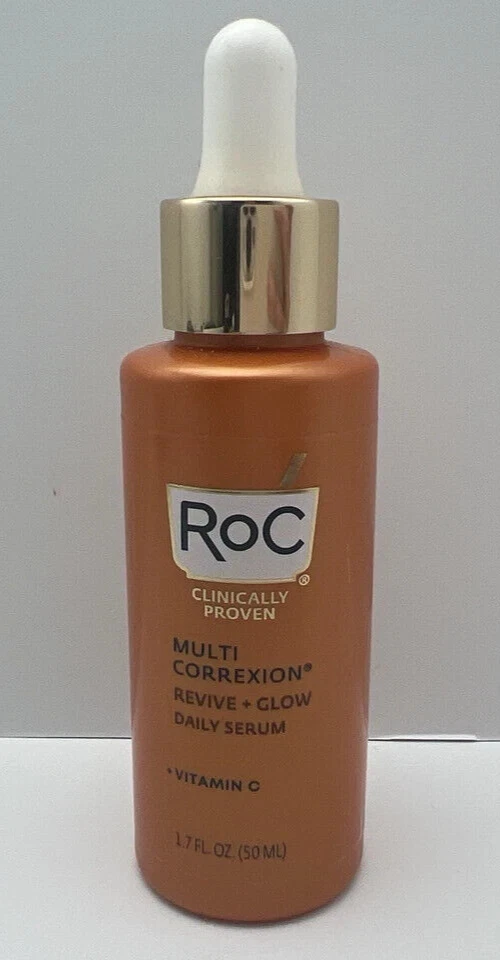 RoC®
CLINICALLY
PROVEN
MULTI
CORREXION®
REVIVE + GLOW
DAILY SERUM
+VITAMIN C
1.7 FL. OZ. (50 ML)